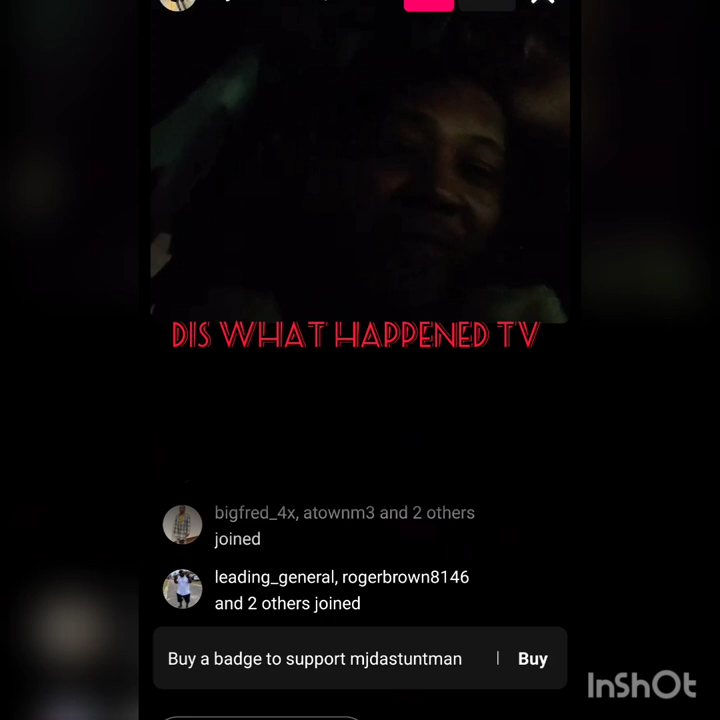 DIS WHAT HAPPENED TV
bigfred_4x, atownm3 and 2 others
joined
leading_general, rogerbrown8146
and 2 others joined
Buy a badge to support mjdastuntman | Buy
InShOt